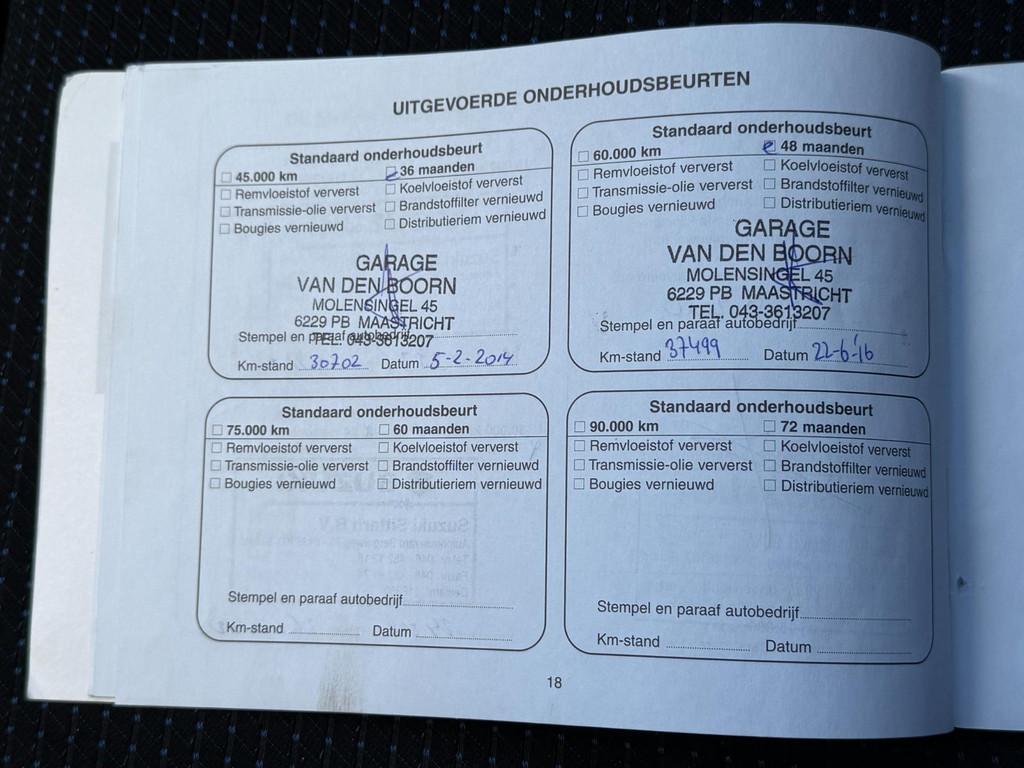 UITGEVOERDE ONDERHOUDSBEURTEN
Standaard onderhoudsbeurt
45.000 km 36 maanden
Remvloeistof ververst Koelvloeistof ververst
Transmissie-olie ververst Brandstoffilter vernieuwd
Bougies vernieuwd Distributieriem vernieuwd
GARAGE
VAN DEN BOORN
MOLENSINGEL 45
6229 PB MAASTRICHT
TEL. 043-3613207
Stempel en paraaf autobedrijf
Km-stand 30702 Datum 5-2-2014
Standaard onderhoudsbeurt
60.000 km 48 maanden
Remvloeistof ververst Koelvloeistof ververst
Transmissie-olie ververst Brandstoffilter vernieuwd
Bougies vernieuwd Distributieriem vernieuwd
GARAGE
VAN DEN BOORN
MOLENSINGEL 45
6229 PB MAASTRICHT
TEL. 043-3613207
Stempel en paraaf autobedrijf
Km-stand 37499 Datum 22-6-'16
Standaard onderhoudsbeurt
75.000 km 60 maanden
Remvloeistof ververst Koelvloeistof ververst
Transmissie-olie ververst Brandstoffilter vernieuwd
Bougies vernieuwd Distributieriem vernieuwd
Stempel en paraaf autobedrijf
Km-stand Datum
Standaard onderhoudsbeurt
90.000 km 72 maanden
Remvloeistof ververst Koelvloeistof ververst
Transmissie-olie ververst Brandstoffilter vernieuwd
Bougies vernieuwd Distributieriem vernieuwd
Stempel en paraaf autobedrijf
Km-stand Datum
18